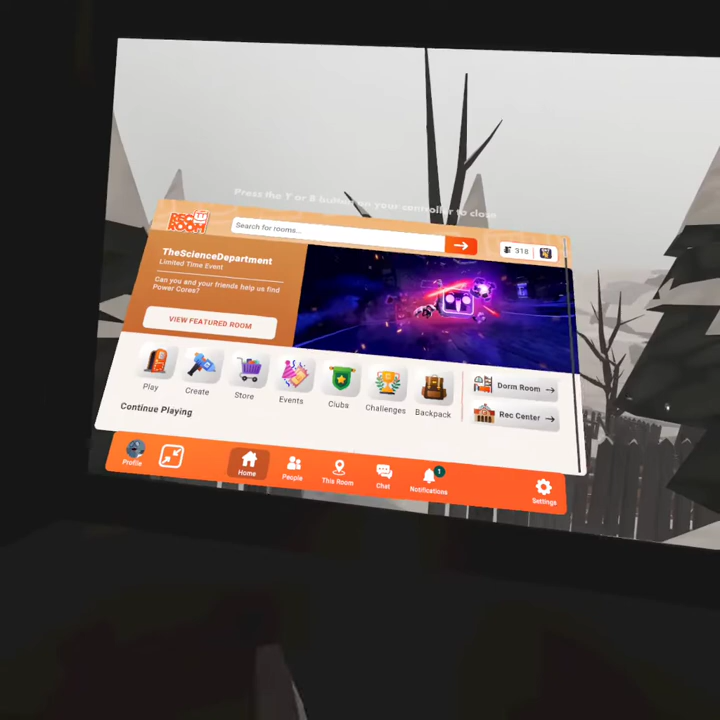 Press the Y or B button on your controller to close
REC ROOM
Search for rooms...
318
TheScienceDepartment
Limited Time Event
Can you and your friends help us find
Power Cores?
VIEW FEATURED ROOM
Play
Create
Store
Events
Clubs
Challenges
Backpack
Dorm Room
Rec Center
Continue Playing
Profile
Home
People
This Room
Chat
1
Notifications
Settings